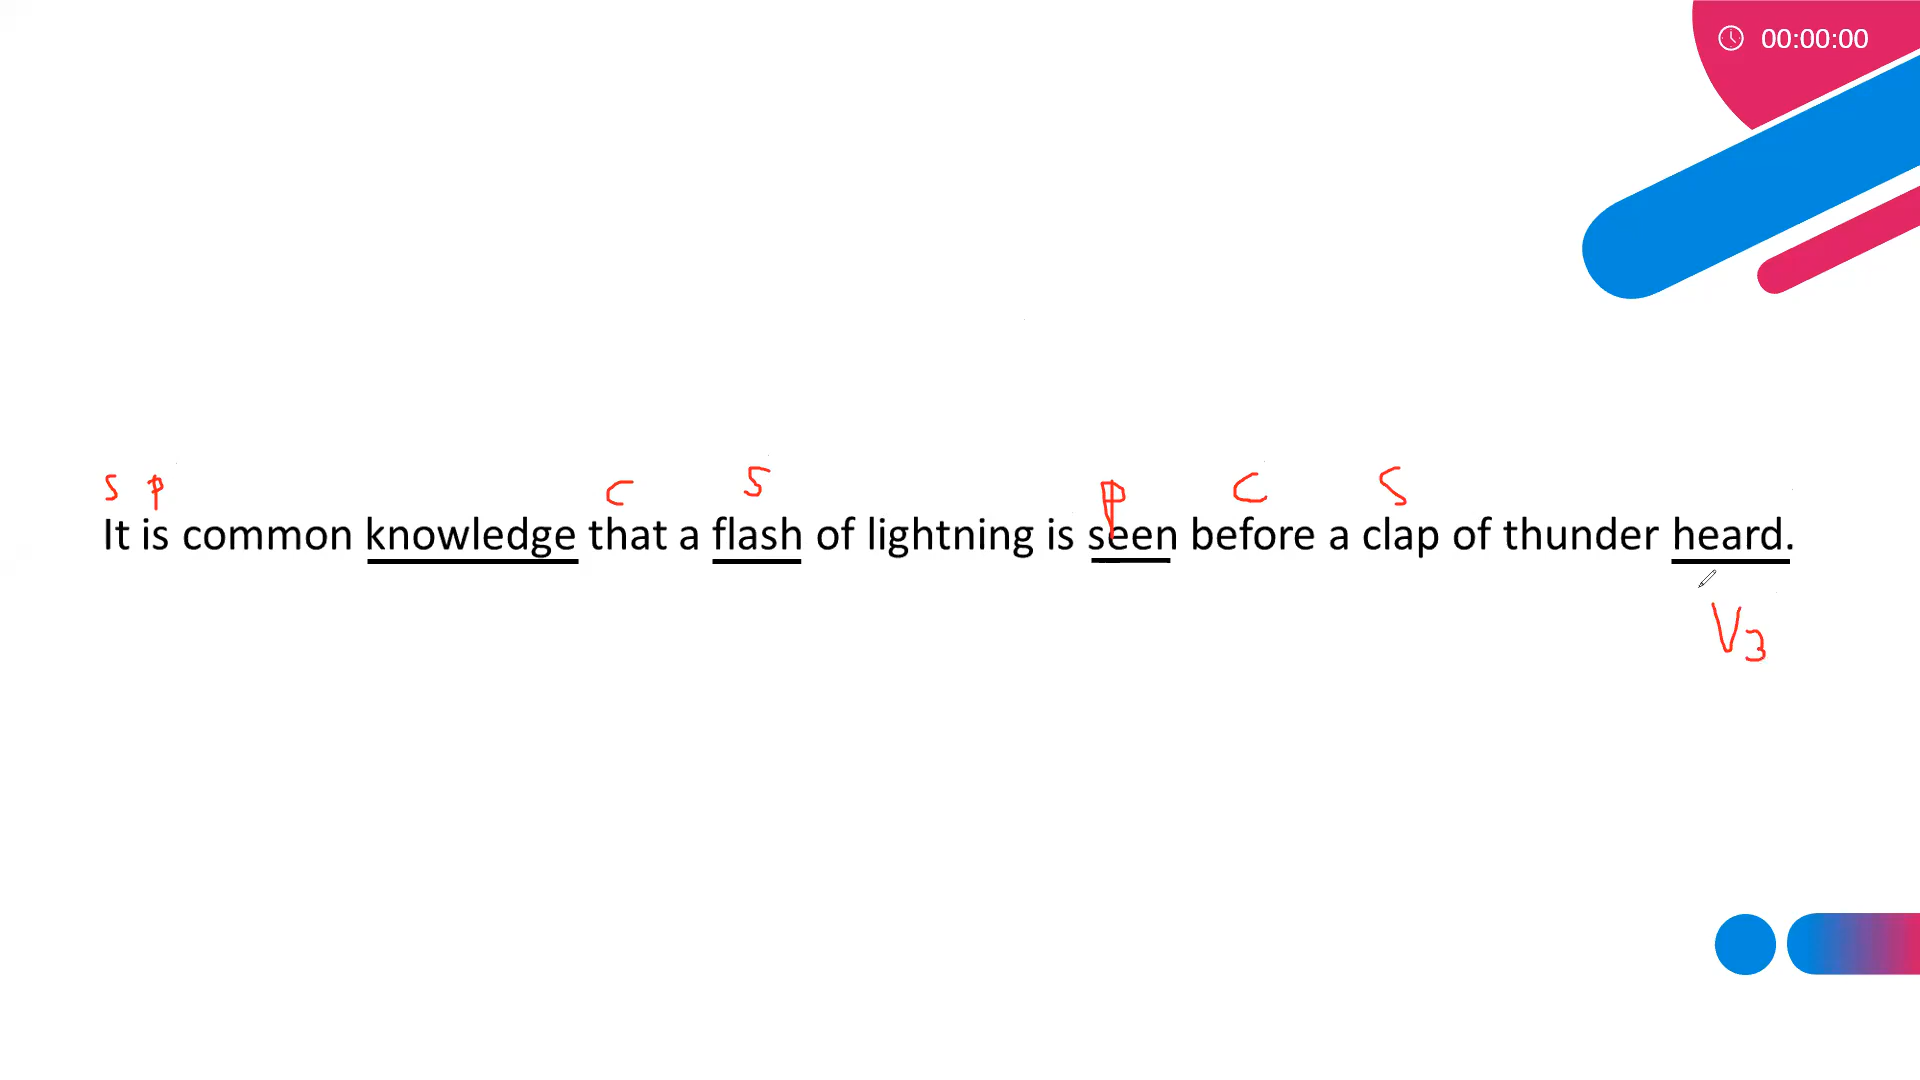 00:00:00
S P C S P C S
It is common knowledge that a flash of lightning is seen before a clap of thunder heard.
V3